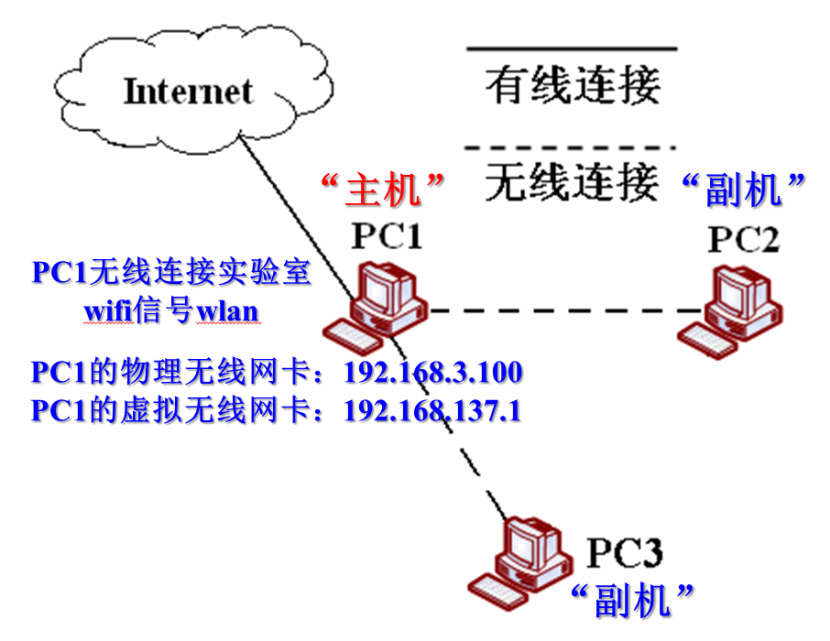 Internet
有线连接
无线连接
“主机”
PC1
“副机”
PC2
PC1无线连接实验室
wifi信号wlan
PC1的物理无线网卡：192.168.3.100
PC1的虚拟无线网卡：192.168.137.1
PC3
“副机”